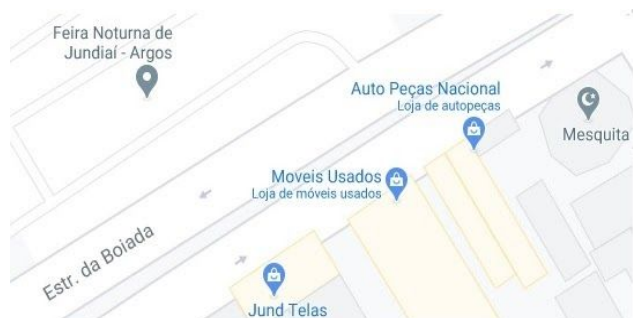 Feira Noturna de
Jundiaí - Argos
Auto Peças Nacional
Loja de autopeças
Mesquita
Moveis Usados
Loja de móveis usados
Estr. da Boiada
Jund Telas